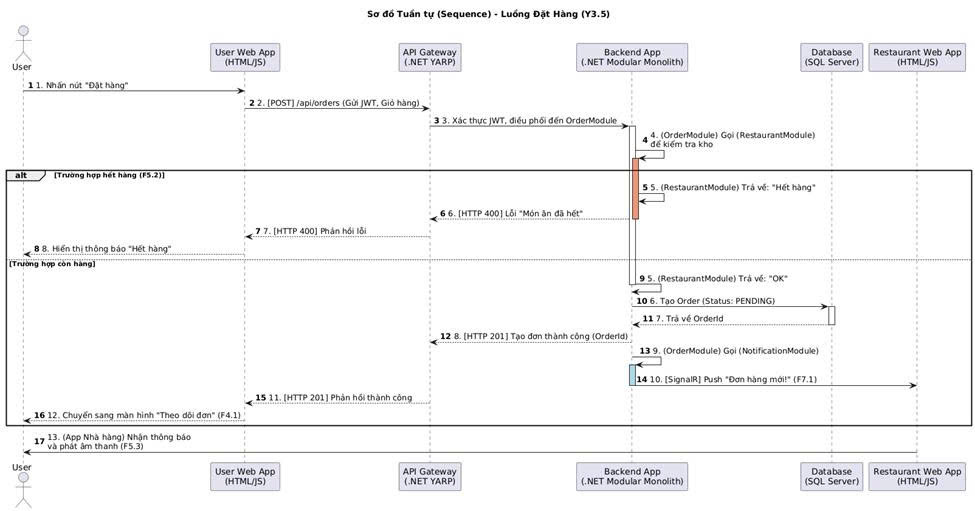 Sơ đồ Tuần tự (Sequence) - Luồng Đặt Hàng (Y3.5)
User
User Web App
(HTML/JS)
API Gateway
(.NET YARP)
Backend App
(.NET Modular Monolith)
Database
(SQL Server)
Restaurant Web App
(HTML/JS)
1 1. Nhấn nút "Đặt hàng"
2 2. [POST] /api/orders (Gửi JWT, Giỏ hàng)
3 3. Xác thực JWT, điều phối đến OrderModule
4 4. (OrderModule) Gọi (RestaurantModule)
để kiểm tra kho
alt [Trường hợp hết hàng (F5.2)]
5 5. (RestaurantModule) Trả về: "Hết hàng"
6 6. [HTTP 400] Lỗi "Món ăn đã hết"
7 7. [HTTP 400] Phản hồi lỗi
8 8. Hiển thị thông báo "Hết hàng"
[Trường hợp còn hàng]
9 5. (RestaurantModule) Trả về: "OK"
10 6. Tạo Order (Status: PENDING)
11 7. Trả về OrderId
12 8. [HTTP 201] Tạo đơn thành công (OrderId)
13 9. (OrderModule) Gọi (NotificationModule)
14 10. [SignalR] Push "Đơn hàng mới!" (F7.1)
15 11. [HTTP 201] Phản hồi thành công
16 12. Chuyển sang màn hình "Theo dõi đơn" (F4.1)
17 13. (App Nhà hàng) Nhận thông báo
và phát âm thanh (F5.3)
User
User Web App
(HTML/JS)
API Gateway
(.NET YARP)
Backend App
(.NET Modular Monolith)
Database
(SQL Server)
Restaurant Web App
(HTML/JS)